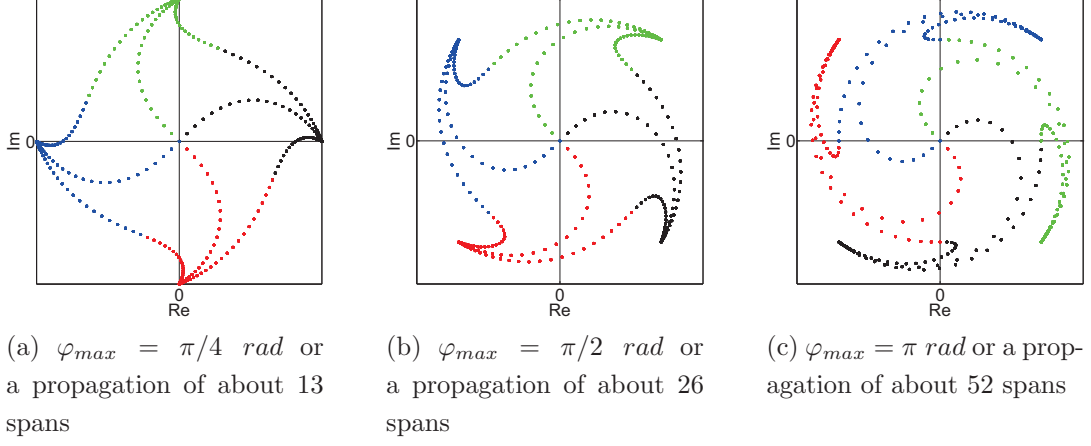 Im 0
0
Re
Im 0
0
Re
Im 0
0
Re
(a) φmax = π/4 rad or
a propagation of about 13
spans
(b) φmax = π/2 rad or
a propagation of about 26
spans
(c) φmax = π rad or a prop-
agation of about 52 spans